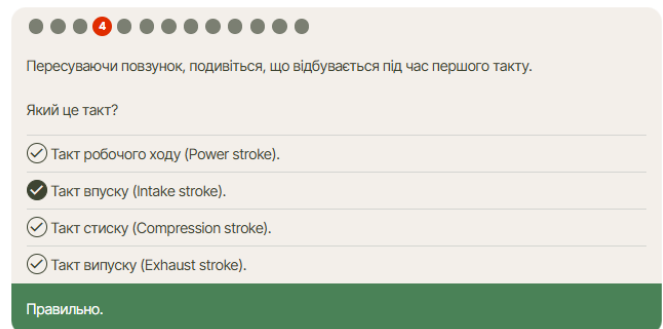 4
Пересуваючи повзунок, подивіться, що відбувається під час першого такту.
Який це такт?
Такт робочого ходу (Power stroke).
Такт впуску (Intake stroke).
Такт стиску (Compression stroke).
Такт випуску (Exhaust stroke).
Правильно.